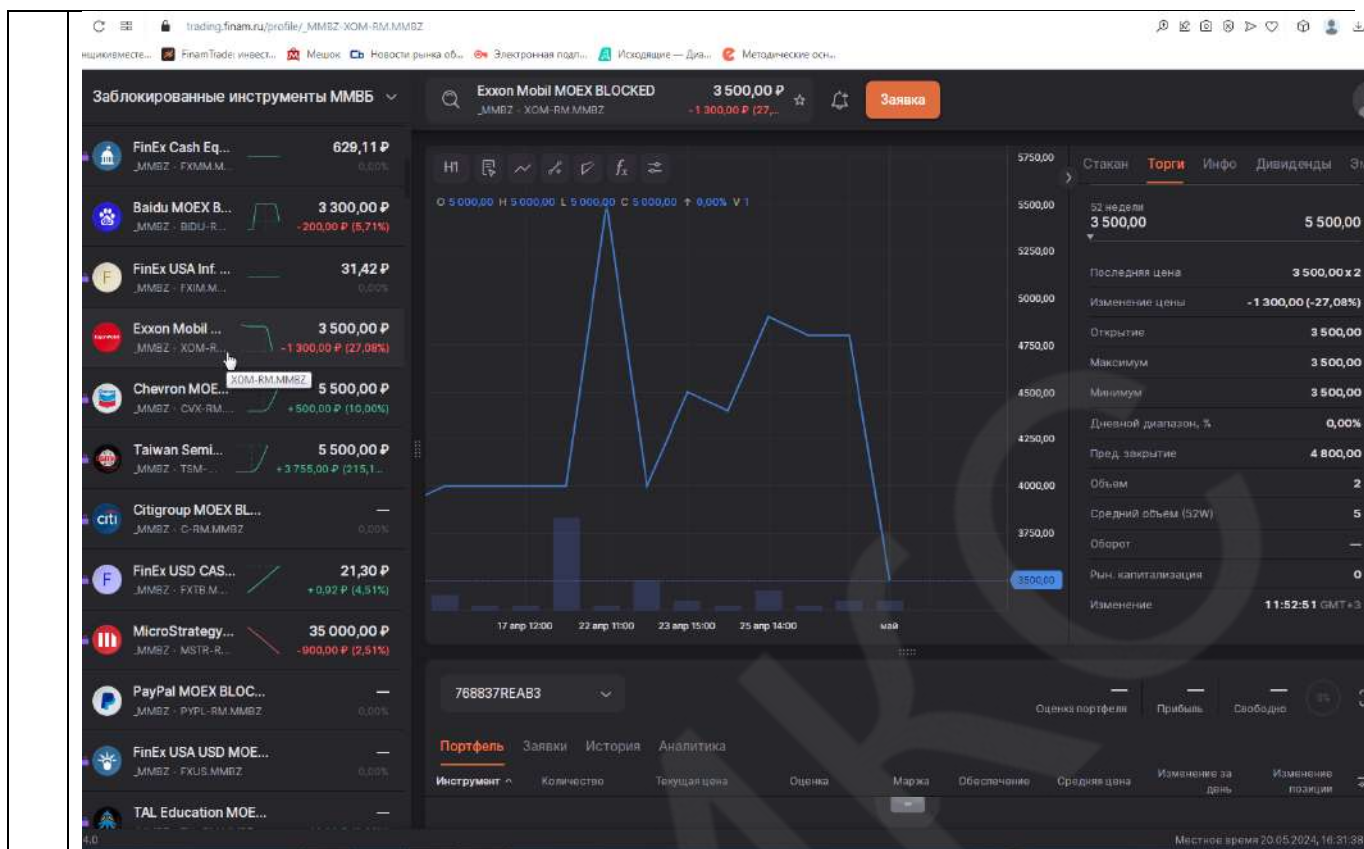 trading.finam.ru/profile/_MMBZ-XOM-RM.MMBZ
нщикивместе... FinamTrade: инвест... Мешок Новости рынка об... Электронная подп... Исходящие — Диа... Методические осн...
Заблокированные инструменты ММВБ
Exxon Mobil MOEX BLOCKED 3 500,00 ₽
_MMBZ - XOM-RM.MMBZ -1 300,00 ₽ (27,...
Заявка
FinEx Cash Eq... 629,11 ₽
_MMBZ - FXMM.M... 0,00%
Baidu MOEX B... 3 300,00 ₽
_MMBZ - BIDU-R... -200,00 ₽ (5,71%)
FinEx USA Inf. ... 31,42 ₽
_MMBZ - FXIM.M... 0,00%
Exxon Mobil ... 3 500,00 ₽
_MMBZ - XOM-R... -1 300,00 ₽ (27,08%)
XOM-RM.MMBZ
Chevron MOE... 5 500,00 ₽
_MMBZ - CVX-RM.... +500,00 ₽ (10,00%)
Taiwan Semi... 5 500,00 ₽
_MMBZ - TSM-... +3 755,00 ₽ (215,1...
citi
Citigroup MOEX BL... —
_MMBZ - C-RM.MMBZ 0,00%
FinEx USD CAS... 21,30 ₽
_MMBZ - FXTB.M... +0,92 ₽ (4,51%)
MicroStrategy... 35 000,00 ₽
_MMBZ - MSTR-R... -900,00 ₽ (2,51%)
PayPal MOEX BLOC... —
_MMBZ - PYPL-RM.MMBZ 0,00%
FinEx USA USD MOE... —
_MMBZ - FXUS.MMBZ 0,00%
TAL Education MOE... —
4.0
H1
O 5 000,00 H 5 000,00 L 5 000,00 C 5 000,00 ↑ 0,00% V 1
5750,00
5500,00
5250,00
5000,00
4750,00
4500,00
4250,00
4000,00
3750,00
3500,00
17 апр 12:00 22 апр 11:00 23 апр 15:00 25 апр 14:00 май
Стакан Торги Инфо Дивиденды
52 недели
3 500,00 5 500,00
Последняя цена 3 500,00 x 2
Изменение цены -1 300,00 (-27,08%)
Открытие 3 500,00
Максимум 3 500,00
Минимум 3 500,00
Дневной диапазон, % 0,00%
Пред. закрытие 4 800,00
Объем 2
Средний объем (52W) 5
Оборот —
Рын. капитализация 0
Изменение 11:52:51 GMT+3
768837REAB3
— — — 0%
Оценка портфеля Прибыль Свободно
Портфель Заявки История Аналитика
Инструмент Количество Текущая цена Оценка Маржа Обеспечение Средняя цена Изменение за день Изменение позиции
Местное время 20.05.2024, 16:31:38